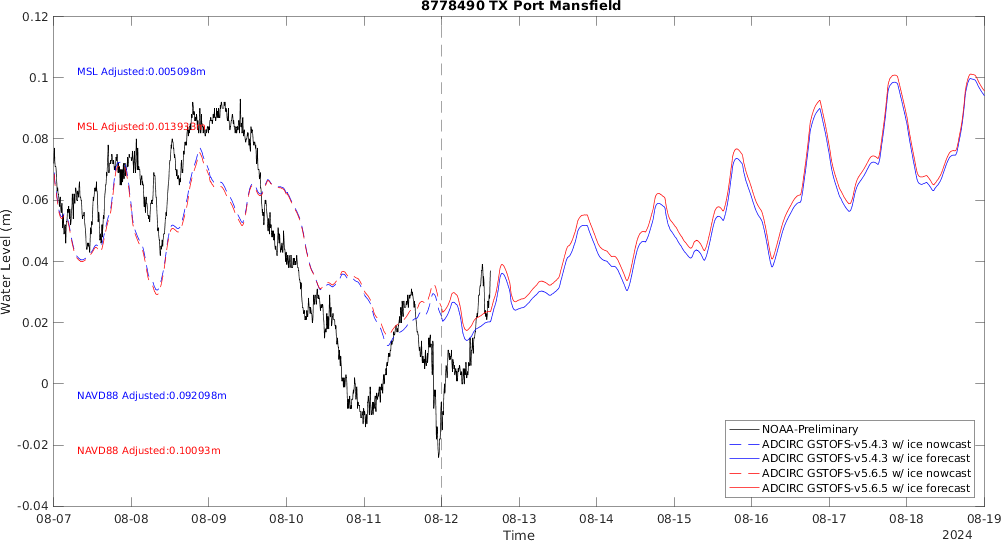 8778490 TX Port Mansfield
0.12
0.1
0.08
0.06
0.04
0.02
0
-0.02
-0.04
Water Level (m)
MSL Adjusted:0.005098m
MSL Adjusted:0.013933m
NAVD88 Adjusted:0.092098m
NAVD88 Adjusted:0.10093m
NOAA-Preliminary
ADCIRC GSTOFS-v5.4.3 w/ ice nowcast
ADCIRC GSTOFS-v5.4.3 w/ ice forecast
ADCIRC GSTOFS-v5.6.5 w/ ice nowcast
ADCIRC GSTOFS-v5.6.5 w/ ice forecast
08-07 08-08 08-09 08-10 08-11 08-12 08-13 08-14 08-15 08-16 08-17 08-18 08-19
Time
2024